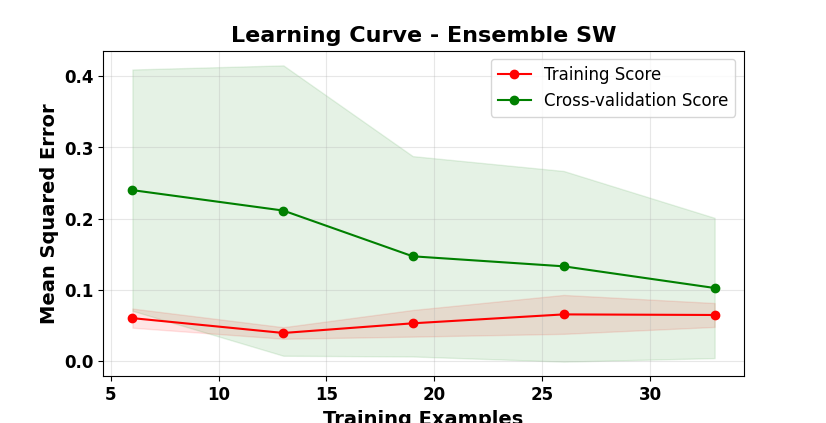 Learning Curve - Ensemble SW
Training Score
Cross-validation Score
Mean Squared Error
0.4
0.3
0.2
0.1
0.0
5 10 15 20 25 30
Training Examples